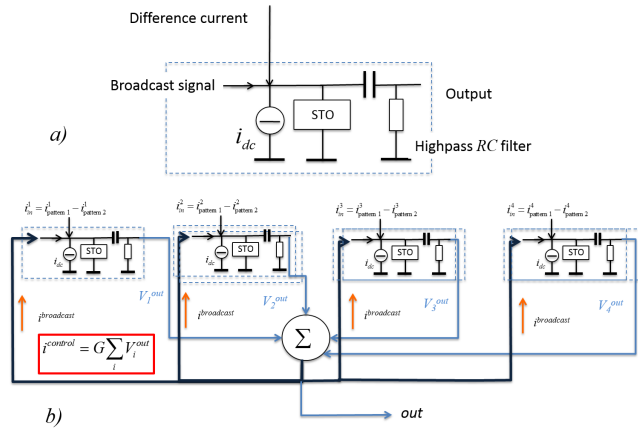 Difference current
Broadcast signal
Output
STO
i_dc
a)
Highpass RC filter
i_in^1 = i_pattern 1^1 − i_pattern 2^1
i_in^2 = i_pattern 1^2 − i_pattern 2^2
i_in^3 = i_pattern 1^3 − i_pattern 2^3
i_in^4 = i_pattern 1^4 − i_pattern 2^4
STO
STO
STO
STO
i_dc
i_dc
i_dc
i_dc
V_1^out
V_2^out
V_3^out
V_4^out
i^broadcast
i^broadcast
i^broadcast
i^broadcast
i^control = G∑_i V_i^out
Σ
b)
out